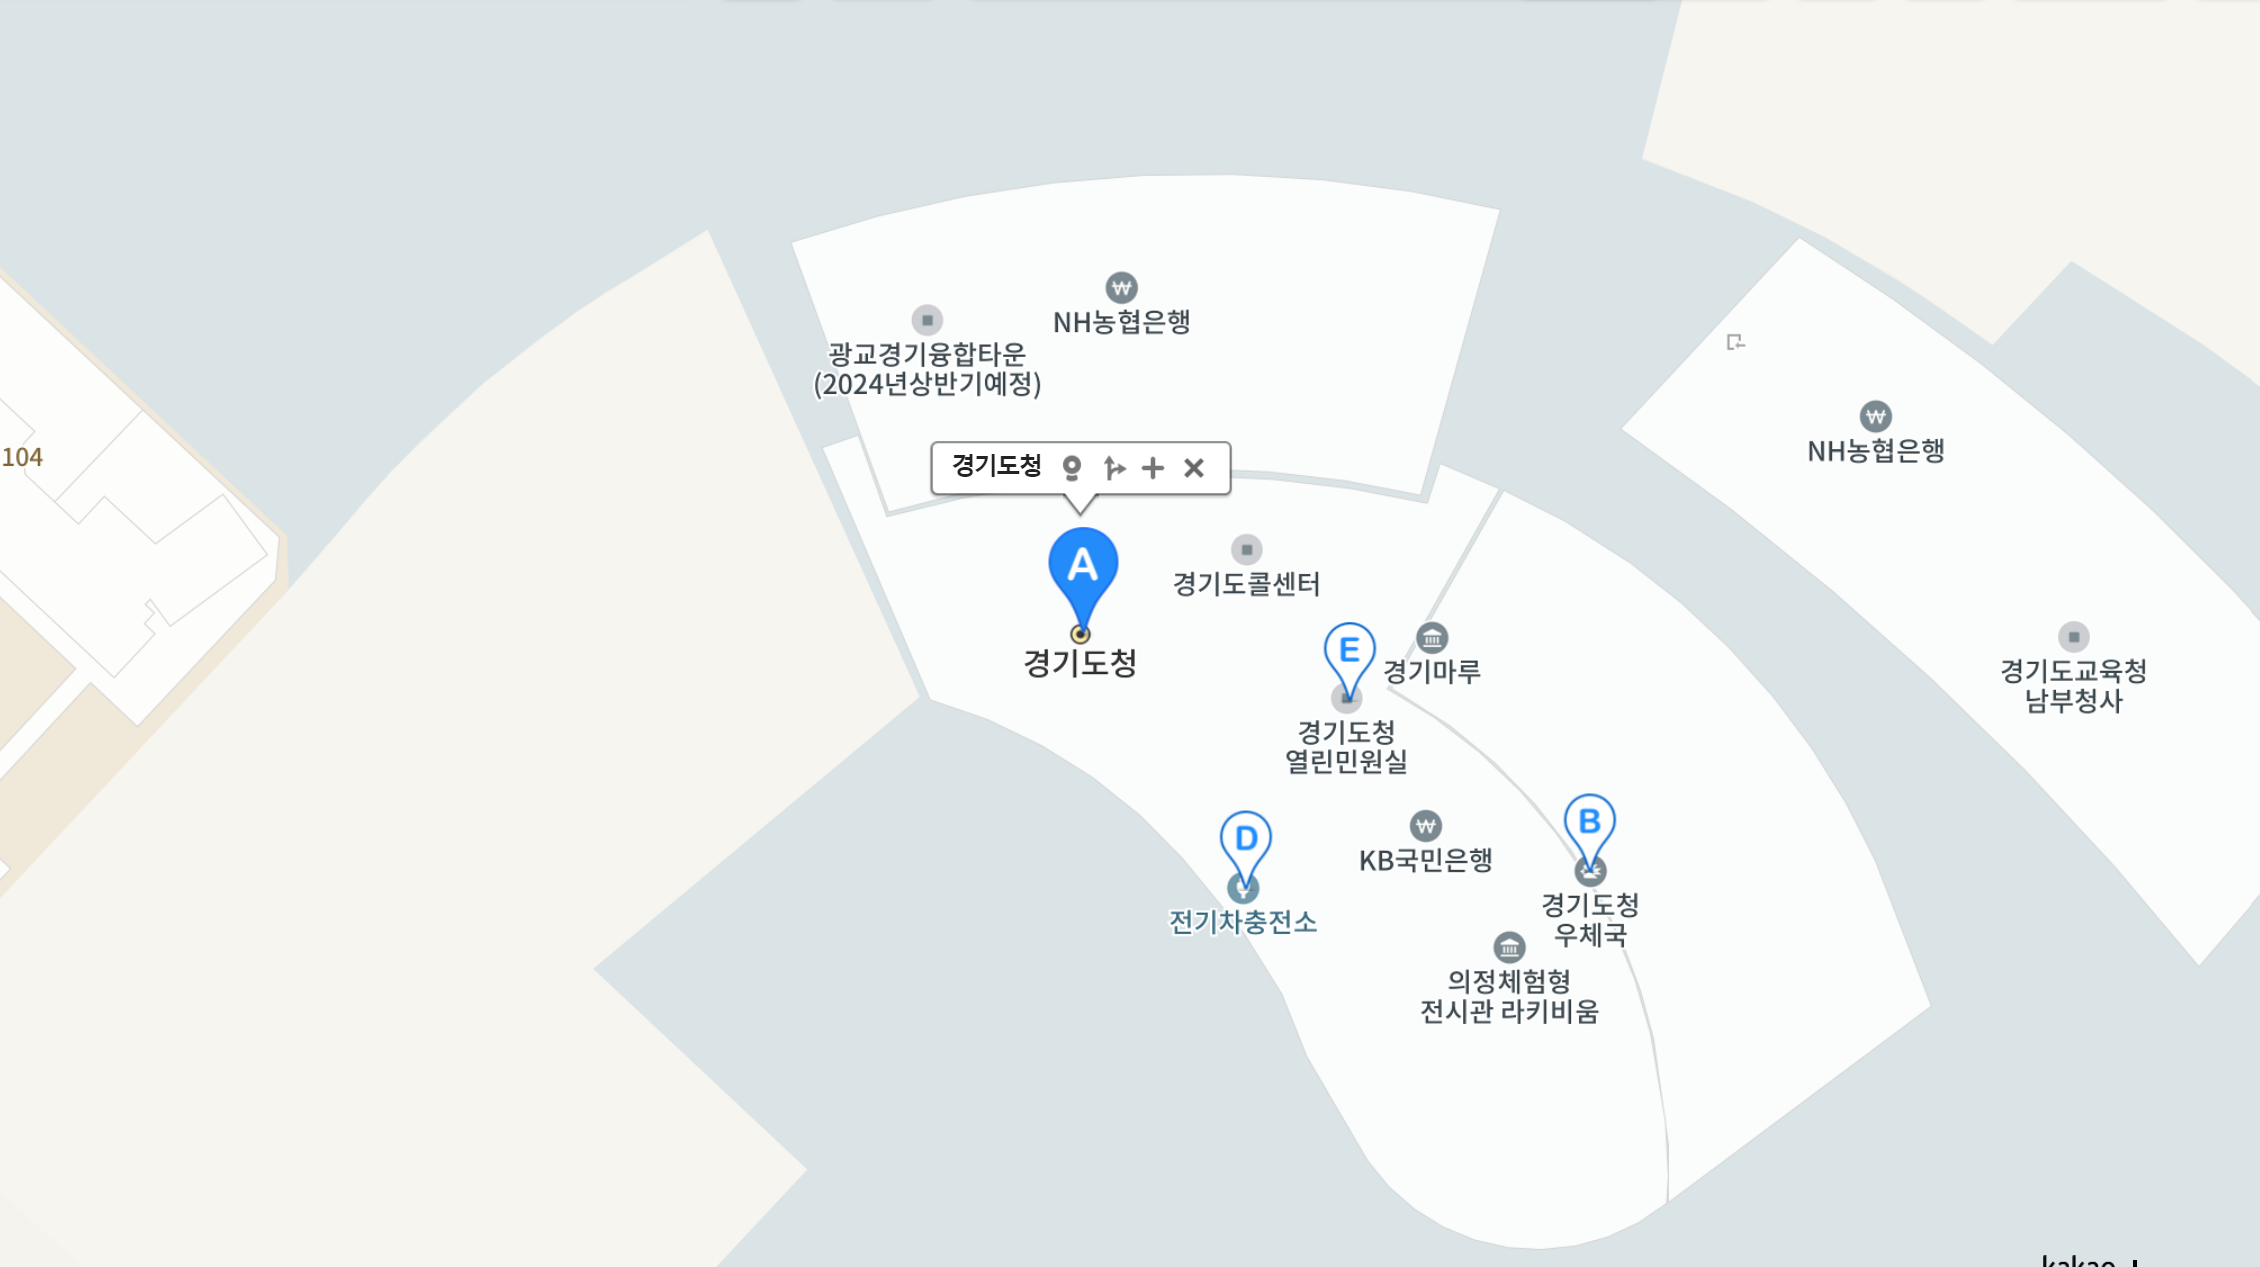 NH농협은행
광교경기융합타운
(2024년상반기예정)
NH농협은행
104
경기도청
A
경기도콜센터
경기도청
E
경기마루
경기도교육청
남부청사
경기도청
열린민원실
D
KB국민은행
B
전기차충전소
경기도청
우체국
의정체험형
전시관 라키비움
kakao